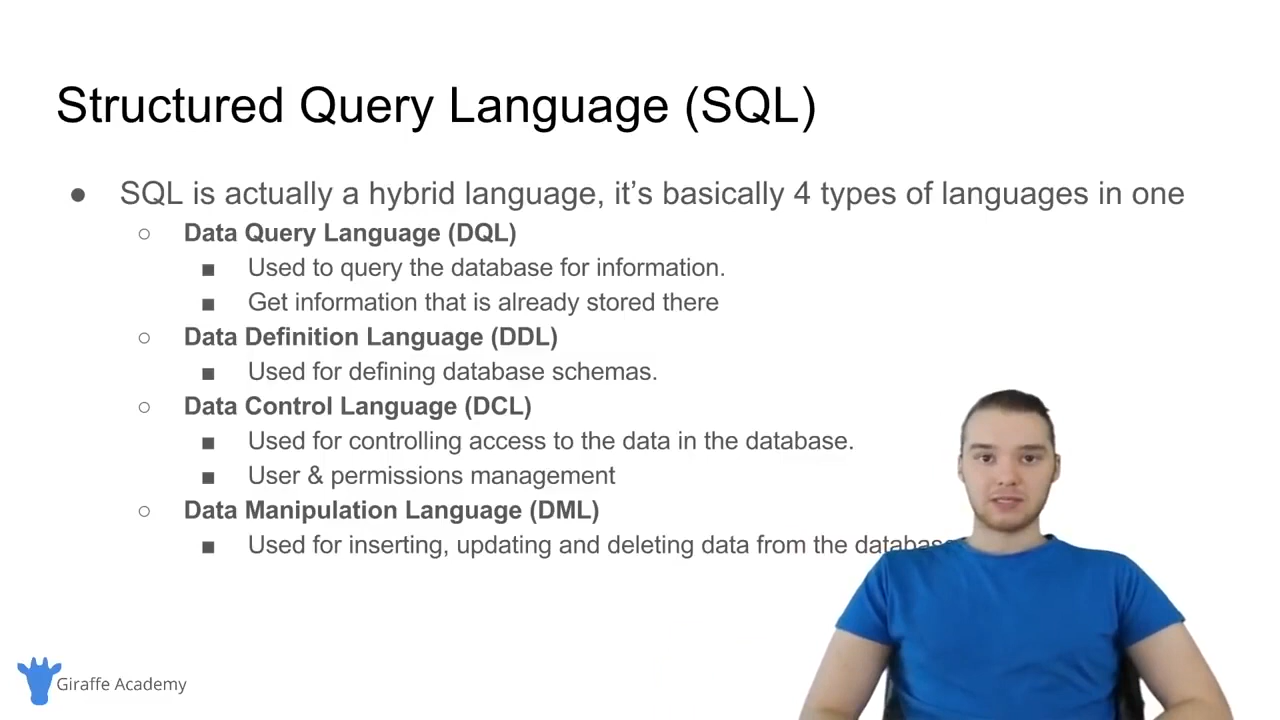 Structured Query Language (SQL)
● SQL is actually a hybrid language, it’s basically 4 types of languages in one
○ Data Query Language (DQL)
■ Used to query the database for information.
■ Get information that is already stored there
○ Data Definition Language (DDL)
■ Used for defining database schemas.
○ Data Control Language (DCL)
■ Used for controlling access to the data in the database.
■ User & permissions management
○ Data Manipulation Language (DML)
■ Used for inserting, updating and deleting data from the database
Giraffe Academy